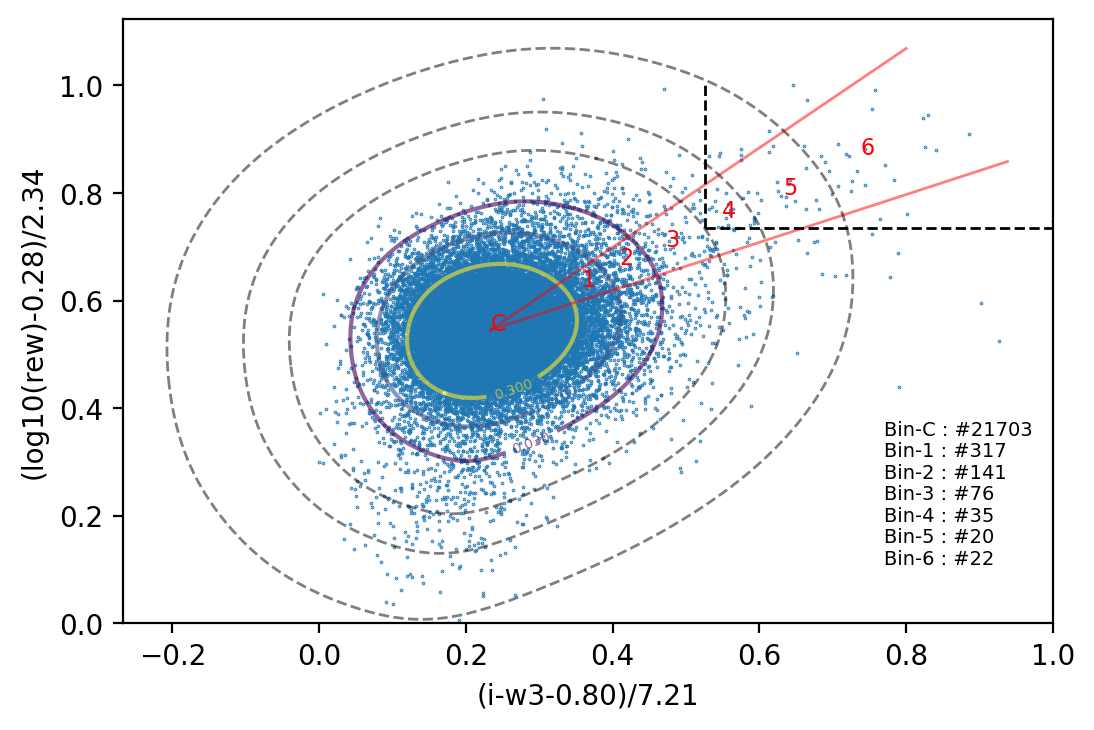 (log10(rew)-0.28)/2.34
1.0
0.8
0.6
0.4
0.2
0.0
6
5
4
3
2
1
C
0.300
0.030
Bin-C : #21703
Bin-1 : #317
Bin-2 : #141
Bin-3 : #76
Bin-4 : #35
Bin-5 : #20
Bin-6 : #22
−0.2 0.0 0.2 0.4 0.6 0.8 1.0
(i-w3-0.80)/7.21